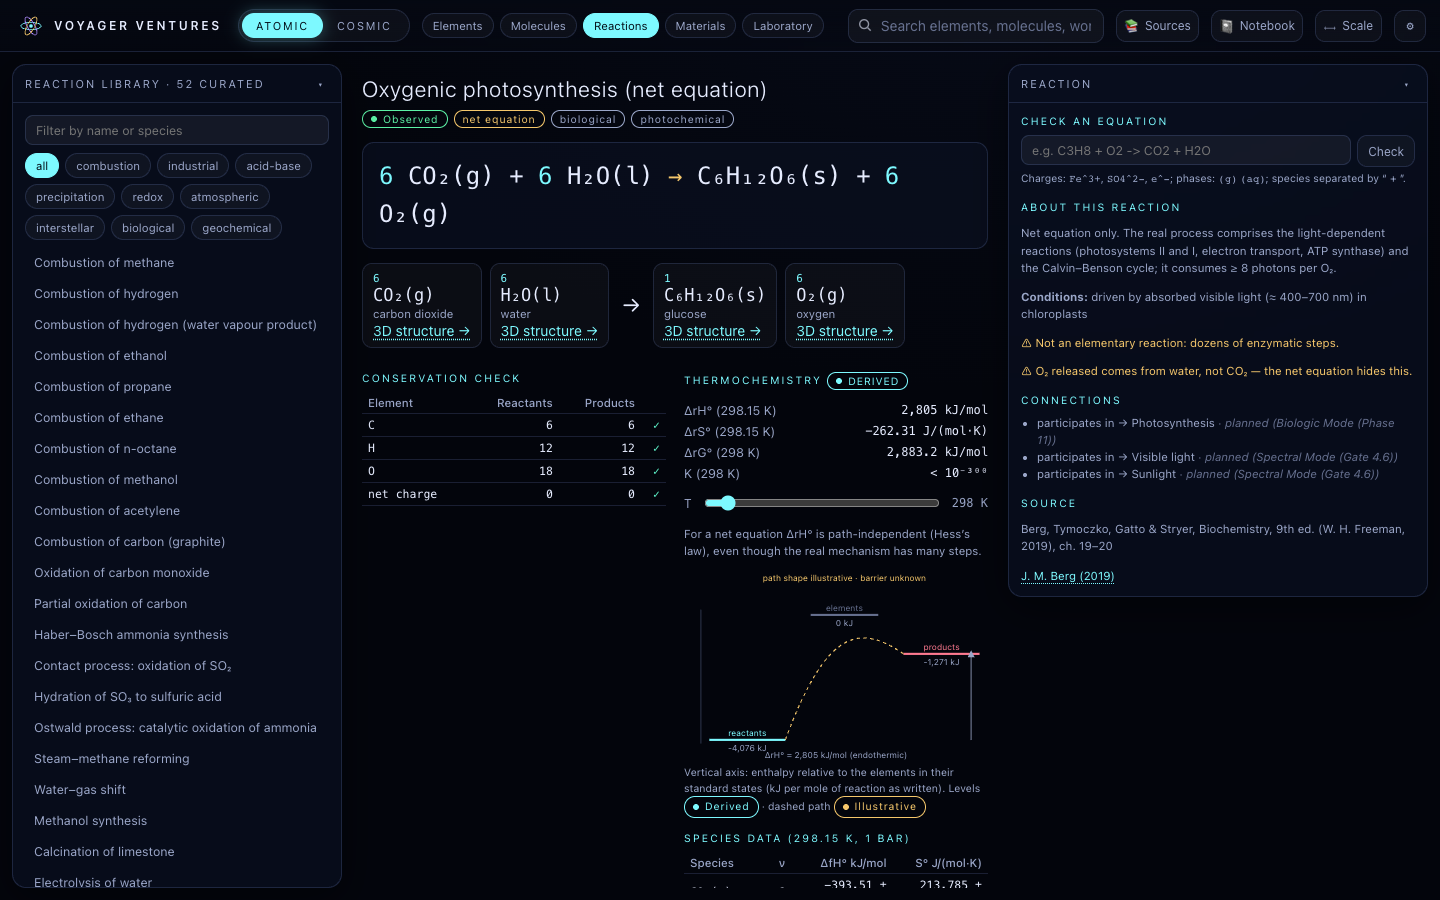 VOYAGER VENTURES
ATOMIC COSMIC
Elements Molecules Reactions Materials Laboratory
Search elements, molecules, wor
Sources Notebook Scale
REACTION LIBRARY · 52 CURATED
Filter by name or species
all combustion industrial acid-base
precipitation redox atmospheric
interstellar biological geochemical
Combustion of methane
Combustion of hydrogen
Combustion of hydrogen (water vapour product)
Combustion of ethanol
Combustion of propane
Combustion of ethane
Combustion of n-octane
Combustion of methanol
Combustion of acetylene
Combustion of carbon (graphite)
Oxidation of carbon monoxide
Partial oxidation of carbon
Haber–Bosch ammonia synthesis
Contact process: oxidation of SO₂
Hydration of SO₃ to sulfuric acid
Ostwald process: catalytic oxidation of ammonia
Steam–methane reforming
Water–gas shift
Methanol synthesis
Calcination of limestone
Electrolysis of water
Oxygenic photosynthesis (net equation)
Observed net equation biological photochemical
6 CO₂(g) + 6 H₂O(l) → C₆H₁₂O₆(s) + 6
O₂(g)
6
CO₂(g)
carbon dioxide
3D structure →
6
H₂O(l)
water
3D structure →
→
1
C₆H₁₂O₆(s)
glucose
3D structure →
6
O₂(g)
oxygen
3D structure →
CONSERVATION CHECK
Element Reactants Products
C 6 6 ✓
H 12 12 ✓
O 18 18 ✓
net charge 0 0 ✓
THERMOCHEMISTRY DERIVED
ΔrH° (298.15 K) 2,805 kJ/mol
ΔrS° (298.15 K) −262.31 J/(mol·K)
ΔrG° (298 K) 2,883.2 kJ/mol
K (298 K) < 10⁻³⁰⁰
T 298 K
For a net equation ΔrH° is path-independent (Hess's
law), even though the real mechanism has many steps.
path shape illustrative · barrier unknown
elements
0 kJ
products
-1,271 kJ
reactants
-4,076 kJ
ΔrH° = 2,805 kJ/mol (endothermic)
Vertical axis: enthalpy relative to the elements in their
standard states (kJ per mole of reaction as written). Levels
Derived · dashed path Illustrative
SPECIES DATA (298.15 K, 1 BAR)
Species ν ΔfH° kJ/mol S° J/(mol·K)
−393.51 ± 213.785 ±
REACTION
CHECK AN EQUATION
e.g. C3H8 + O2 -> CO2 + H2O Check
Charges: Fe^3+, SO4^2−, e^−; phases: (g) (aq); species separated by " + ".
ABOUT THIS REACTION
Net equation only. The real process comprises the light-dependent
reactions (photosystems II and I, electron transport, ATP synthase) and
the Calvin–Benson cycle; it consumes ≥ 8 photons per O₂.
Conditions: driven by absorbed visible light (≈ 400–700 nm) in
chloroplasts
⚠ Not an elementary reaction: dozens of enzymatic steps.
⚠ O₂ released comes from water, not CO₂ — the net equation hides this.
CONNECTIONS
• participates in → Photosynthesis · planned (Biologic Mode (Phase
11))
• participates in → Visible light · planned (Spectral Mode (Gate 4.6))
• participates in → Sunlight · planned (Spectral Mode (Gate 4.6))
SOURCE
Berg, Tymoczko, Gatto & Stryer, Biochemistry, 9th ed. (W. H. Freeman,
2019), ch. 19–20
J. M. Berg (2019)